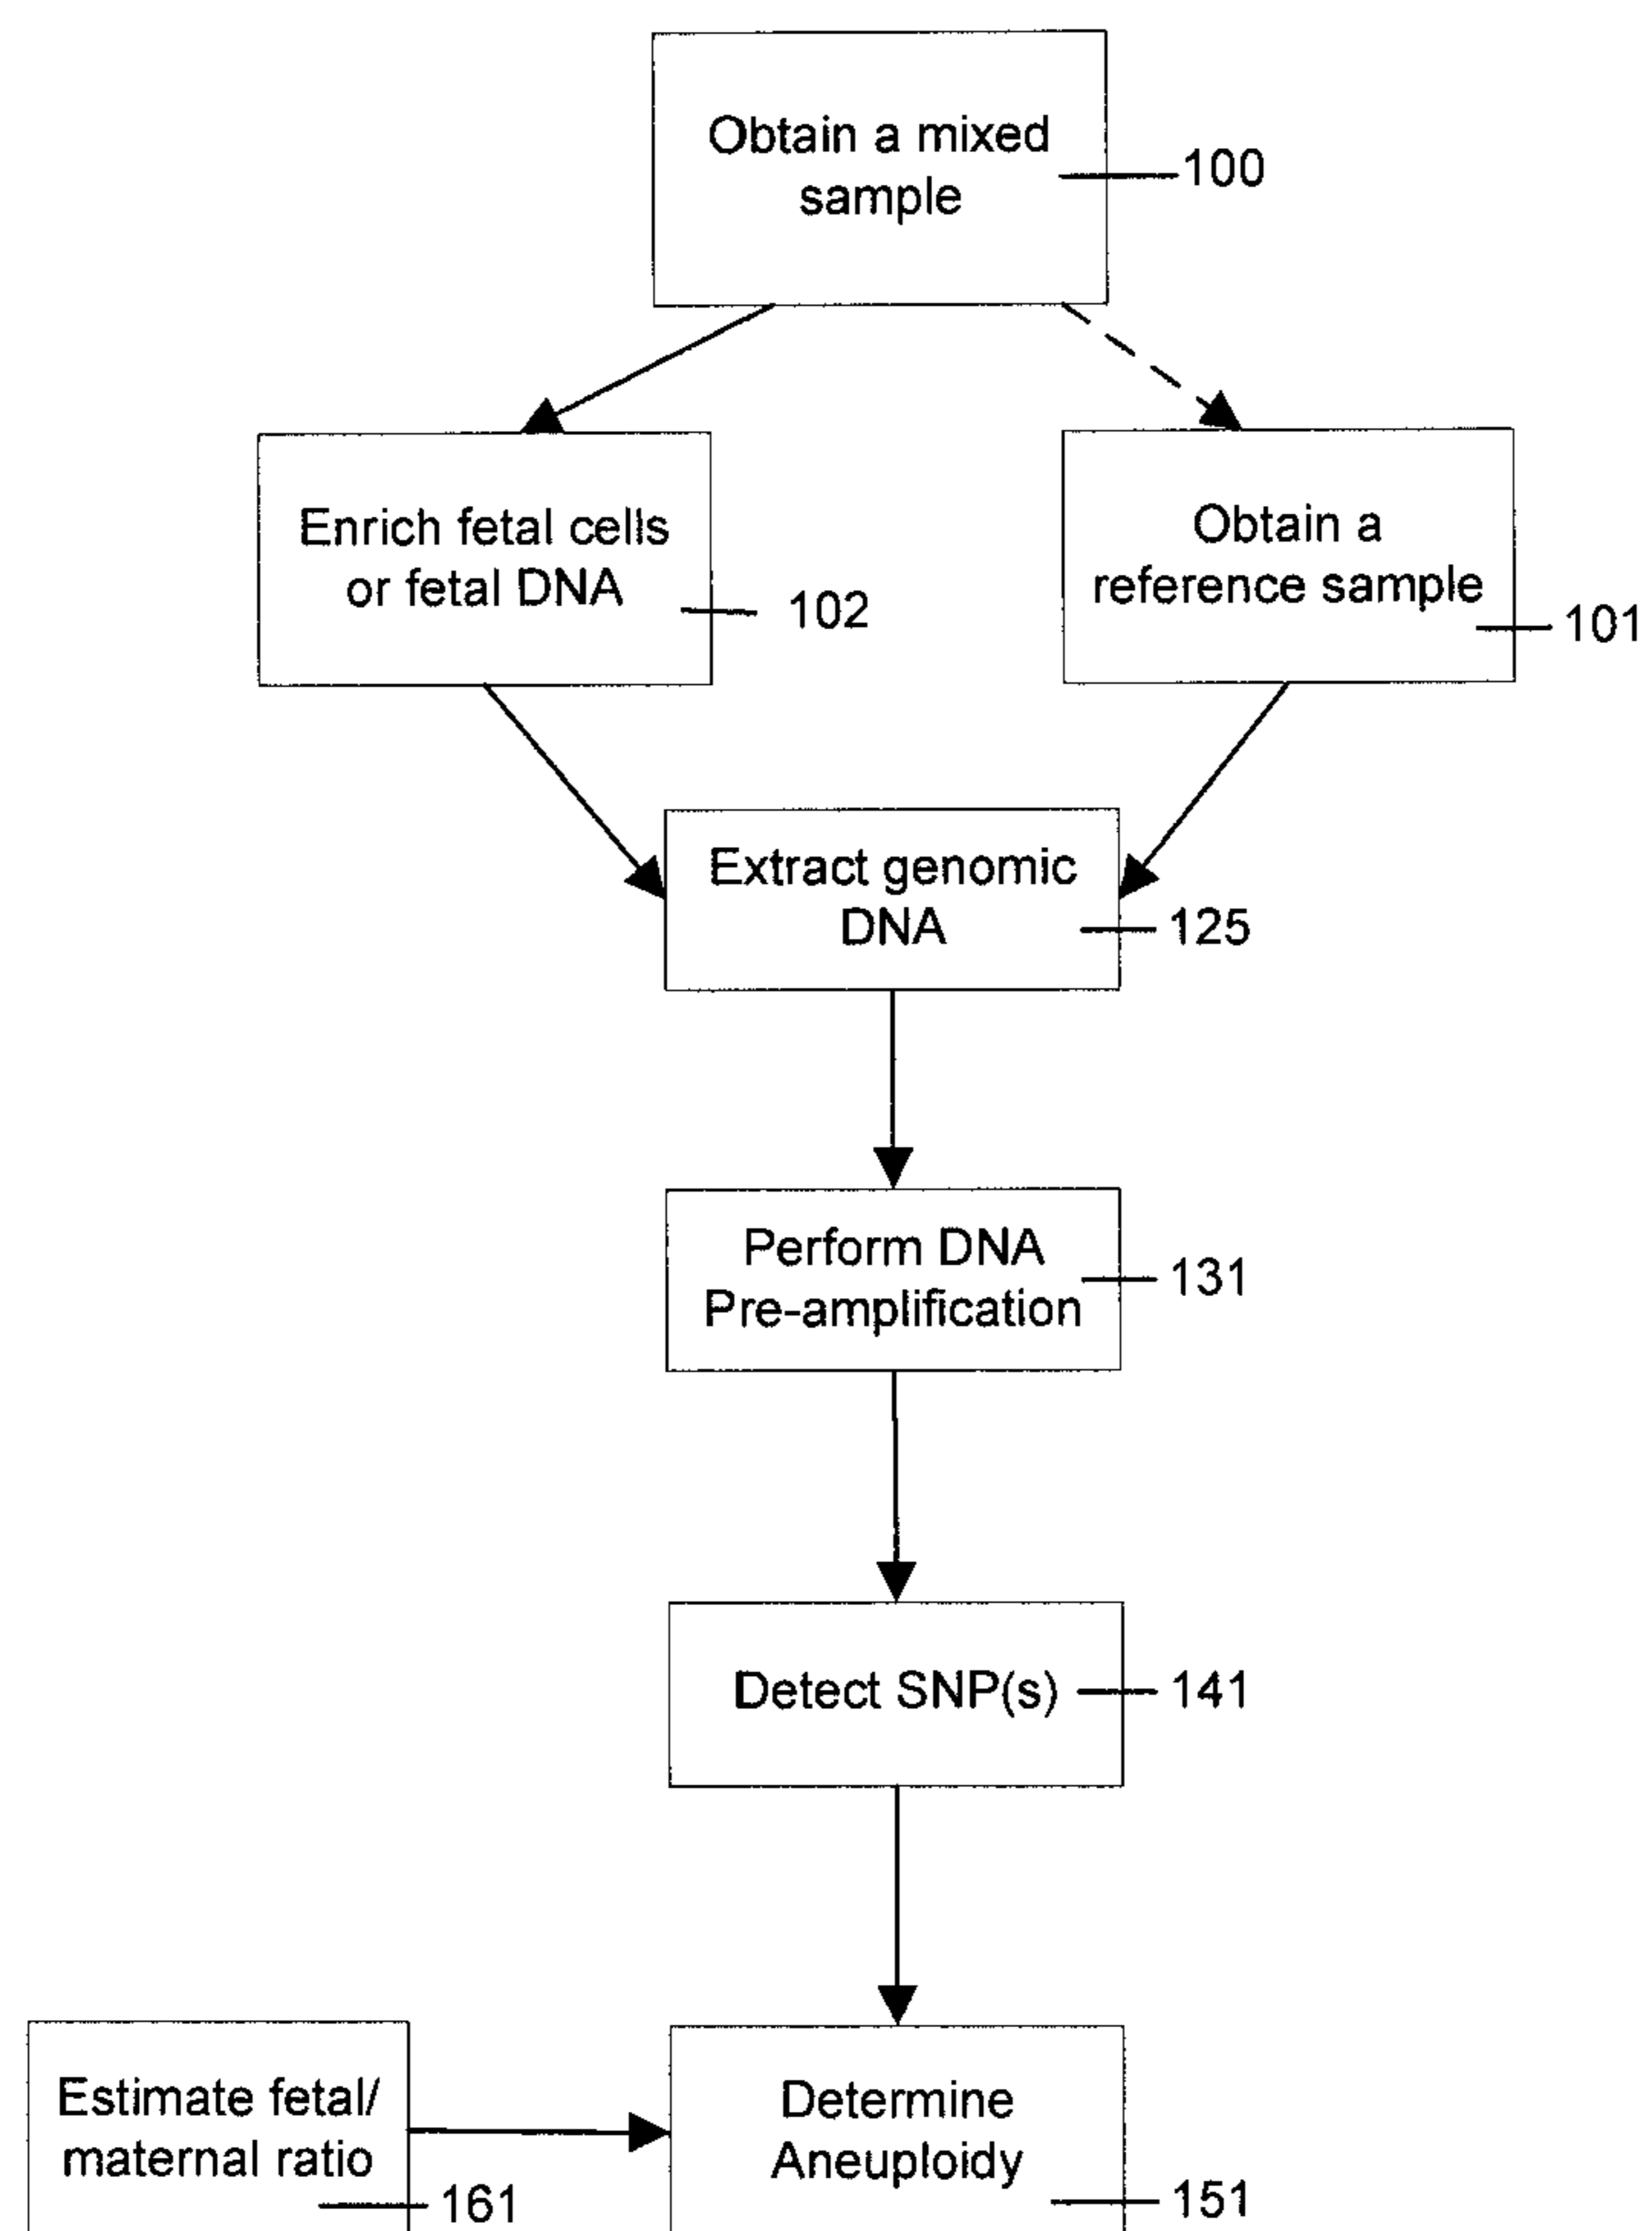 Obtain a mixed
sample
100
Enrich fetal cells
or fetal DNA
102
Obtain a
reference sample
101
Extract genomic
DNA
125
Perform DNA
Pre-amplification
131
Detect SNP(s)
141
Estimate fetal/
maternal ratio
161
Determine
Aneuploidy
151